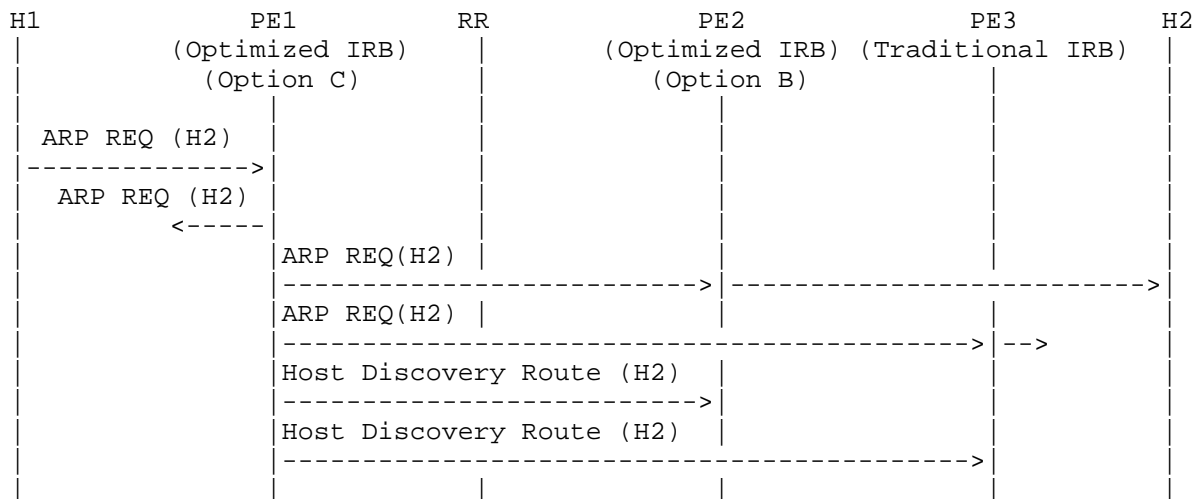 H1 PE1 RR PE2 PE3 H2
(Optimized IRB) (Optimized IRB) (Traditional IRB)
(Option C) (Option B)
ARP REQ (H2)
ARP REQ (H2)
ARP REQ(H2)
ARP REQ(H2)
Host Discovery Route (H2)
Host Discovery Route (H2)